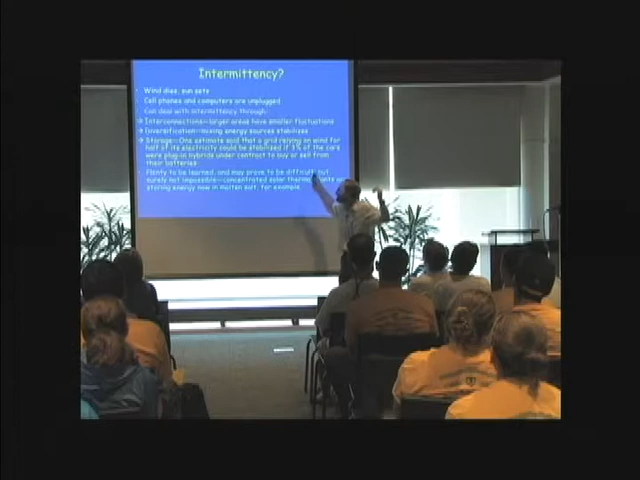 Intermittency?
Wind dies, sun sets
Cell phones and computers are unplugged
Can deal with intermittency through:
Interconnections—larger areas have smaller fluctuations
Diversification—mixing energy sources stabilizes
Storage—One estimate said that a grid relying on wind for
half of its electricity could be stabilized if 3% of the cars
were plug-in hybrids under contract to buy or sell from
their batteries
Plenty to be learned, and may prove to be difficult, but
surely not impossible—concentrated solar thermal
storing energy now in molten salt, for example.